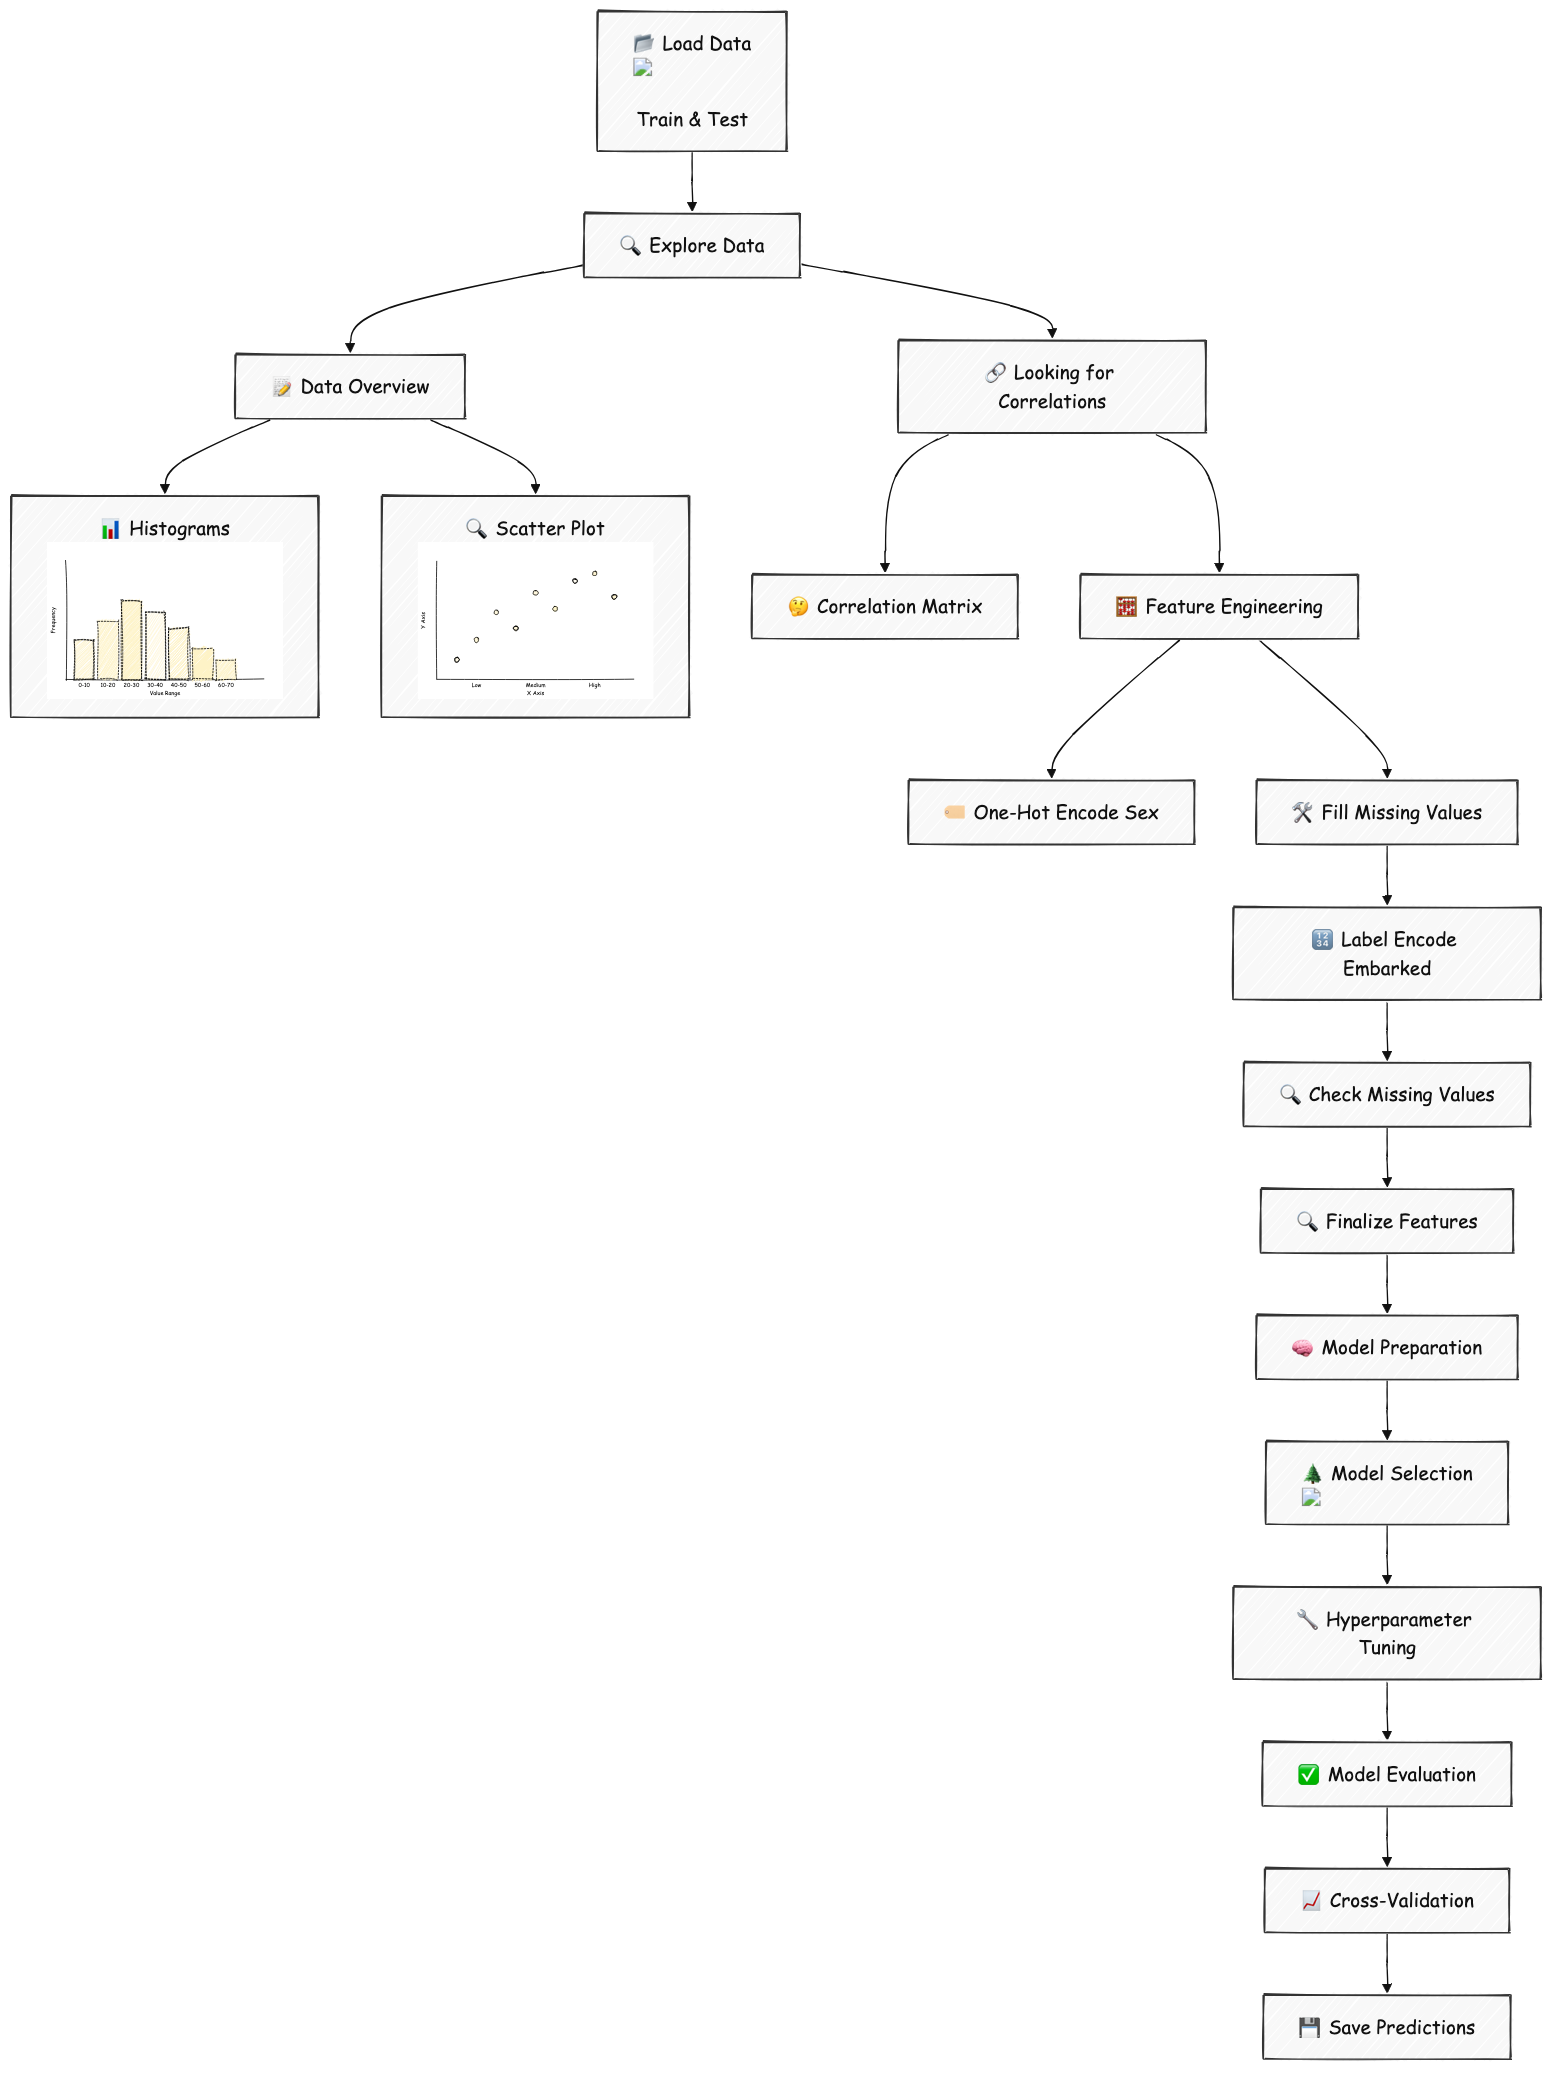 📂 Load Data
Train & Test
🔍 Explore Data
📝 Data Overview
🔗 Looking for
Correlations
📊 Histograms
Frequency
0-10 10-20 20-30 30-40 40-50 50-60 60-70
Value Range
🔍 Scatter Plot
Y Axis
Low Medium High
X Axis
🤔 Correlation Matrix
🧮 Feature Engineering
🏷️ One-Hot Encode Sex
🛠️ Fill Missing Values
🔢 Label Encode
Embarked
🔍 Check Missing Values
🔍 Finalize Features
🧠 Model Preparation
🌲 Model Selection
🔧 Hyperparameter
Tuning
✅ Model Evaluation
📈 Cross-Validation
💾 Save Predictions